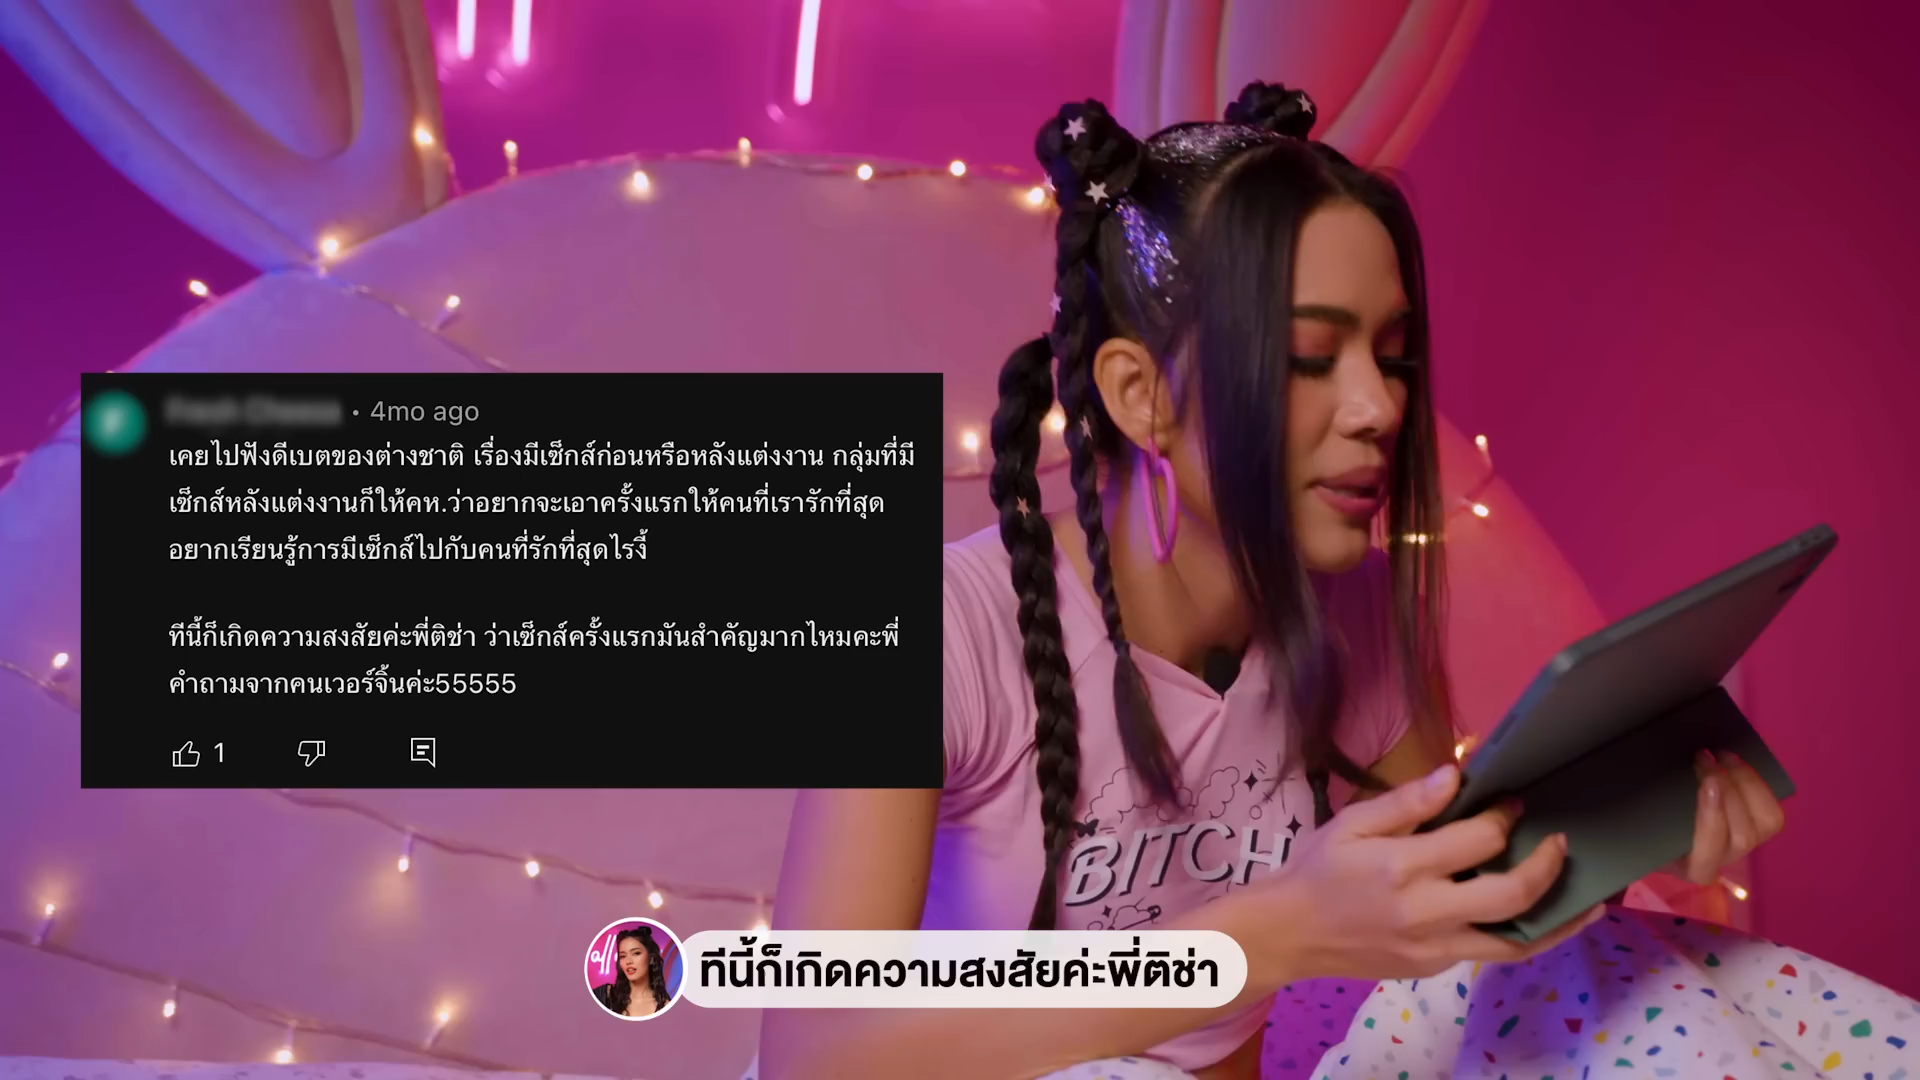 4mo ago
เคยไปฟังดีเบตของต่างชาติ เรื่องมีเซ็กส์ก่อนหรือหลังแต่งงาน กลุ่มที่มี
เซ็กส์หลังแต่งงานก็ให้คห.ว่าอยากจะเอาครั้งแรกให้คนที่เรารักที่สุด
อยากเรียนรู้การมีเซ็กส์ไปกับคนที่รักที่สุดไรงี้
ทีนี้ก็เกิดความสงสัยค่ะพี่ติช่า ว่าเซ็กส์ครั้งแรกมันสำคัญมากไหมคะพี่
คำถามจากคนเวอร์จิ้นค่ะ55555
1
BITCH
ทีนี้ก็เกิดความสงสัยค่ะพี่ติช่า